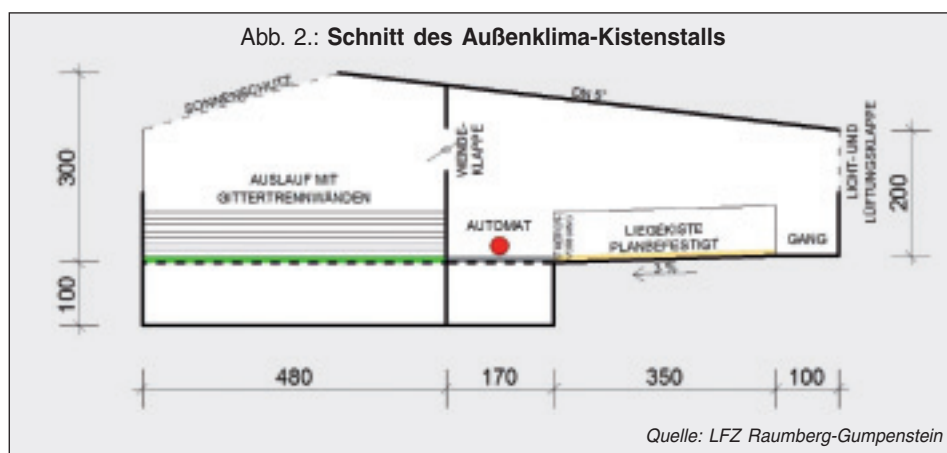 Abb. 2.: Schnitt des Außenklima-Kistenstalls
SONNENSCHUTZ
DN 5°
WENDE-
KLAPPE
LICHT- UND
LÜFTUNGSKLAPPE
300
200
AUSLAUF MIT
GITTERTRENNWÄNDEN
AUTOMAT
LIEGEKISTE
PLANBEFESTIGT
GANG
3 %
100
480
170
350
100
Quelle: LFZ Raumberg-Gumpenstein